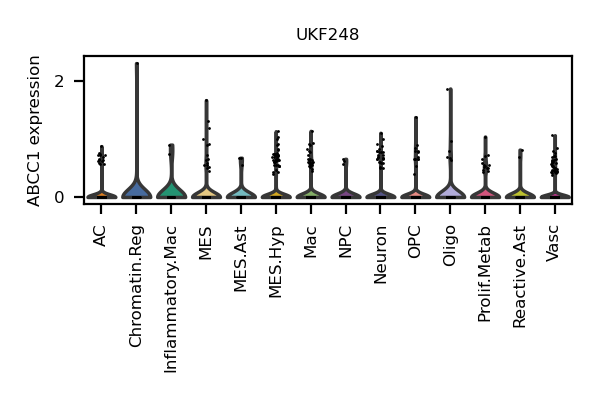 UKF248
ABCC1 expression
2
0
AC
Chromatin.Reg
Inflammatory.Mac
MES
MES.Ast
MES.Hyp
Mac
NPC
Neuron
OPC
Oligo
Prolif.Metab
Reactive.Ast
Vasc